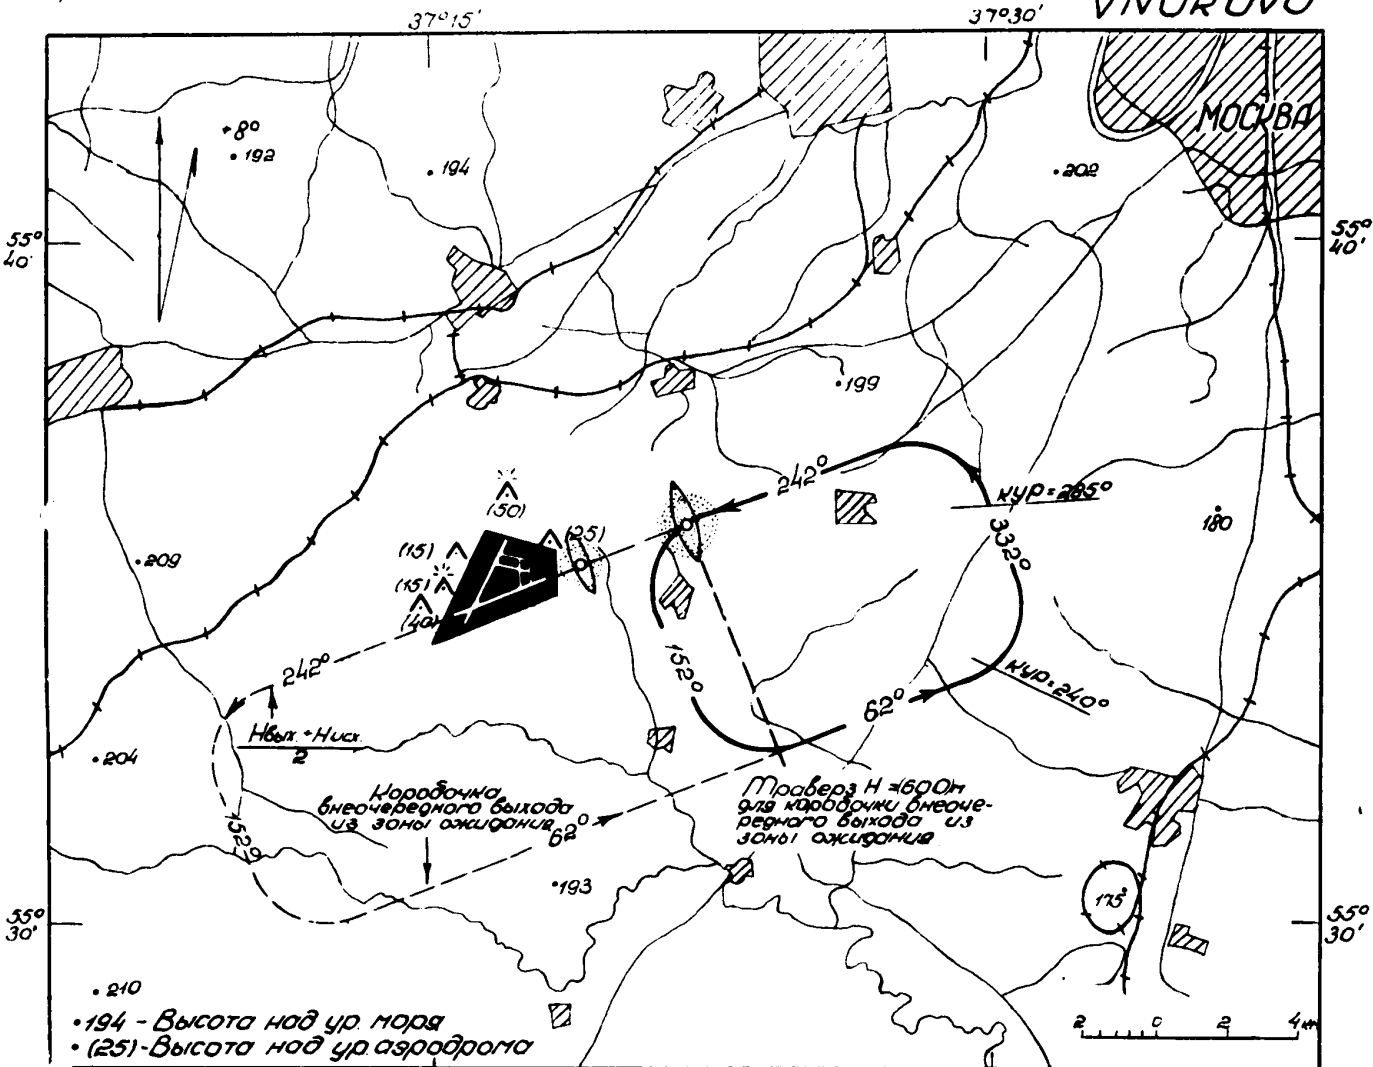 VNUKOVO
37°15'
37°30'
МОСКВА
+8°
•192
•194
•202
55°
40'
55°
40'
•199
242°
КУР=285°
(50)
(25)
180
332°
(15)
•209
(15)
(40)
152°
242°
КУР=240°
62°
Нвых.+Нисх.
2
•204
Коробочка
внеочередного выхода
из зоны ожидания
62°
Траверз Н=(600)м
для коробочки внеоче-
редного выхода из
зоны ожидания
152°
•193
175
55°
30'
55°
30'
•210
•194 - Высота над ур. моря
•(25)-Высота над ур. аэродрома
2 0 2 4 км